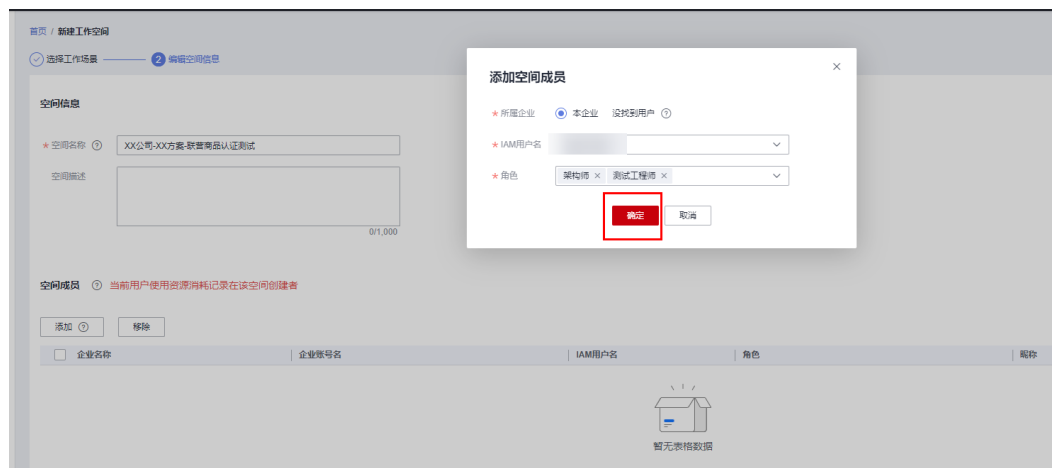 首页 / 新建工作空间
选择工作场景 2 编辑空间信息
空间信息
★ 空间名称 ? XX公司-XX方案-联营商品认证测试
空间描述
0/1,000
空间成员 ? 当前用户使用资源消耗记录在该空间创建者
添加 ? 移除
企业名称 企业账号名 IAM用户名 角色 昵称
暂无表格数据
添加空间成员 ×
★ 所属企业 本企业 没找到用户 ?
★ IAM用户名
★ 角色 架构师 × 测试工程师 ×
确定 取消